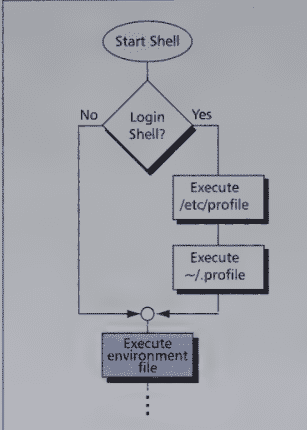 Start Shell
No
Login
Yes
Shell?
Execute
/etc/profile
Execute
~/.profile
Execute
environment
file